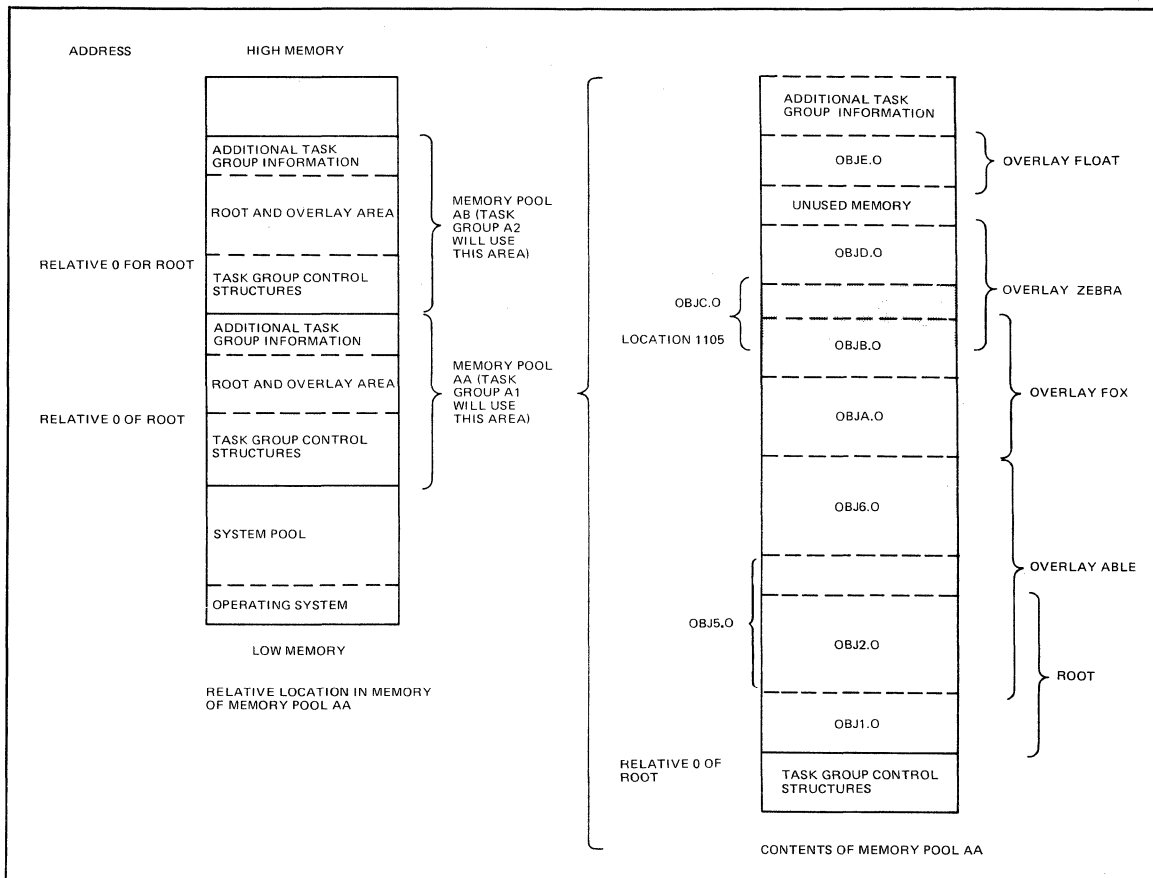 ADDRESS
HIGH MEMORY
ADDITIONAL TASK
GROUP INFORMATION
ROOT AND OVERLAY AREA
RELATIVE 0 FOR ROOT
TASK GROUP CONTROL
STRUCTURES
MEMORY POOL
AB (TASK
GROUP A2
WILL USE
THIS AREA)
ADDITIONAL TASK
GROUP INFORMATION
ROOT AND OVERLAY AREA
RELATIVE 0 OF ROOT
TASK GROUP CONTROL
STRUCTURES
MEMORY POOL
AA (TASK
GROUP A1
WILL USE
THIS AREA)
SYSTEM POOL
OPERATING SYSTEM
LOW MEMORY
RELATIVE LOCATION IN MEMORY
OF MEMORY POOL AA
ADDITIONAL TASK
GROUP INFORMATION
OBJE.O
OVERLAY FLOAT
UNUSED MEMORY
OBJD.O
OVERLAY ZEBRA
OBJC.O
LOCATION 1105
OBJB.O
OVERLAY FOX
OBJA.O
OBJ6.O
OVERLAY ABLE
OBJ5.O
OBJ2.O
ROOT
OBJ1.O
RELATIVE 0 OF
ROOT
TASK GROUP CONTROL
STRUCTURES
CONTENTS OF MEMORY POOL AA